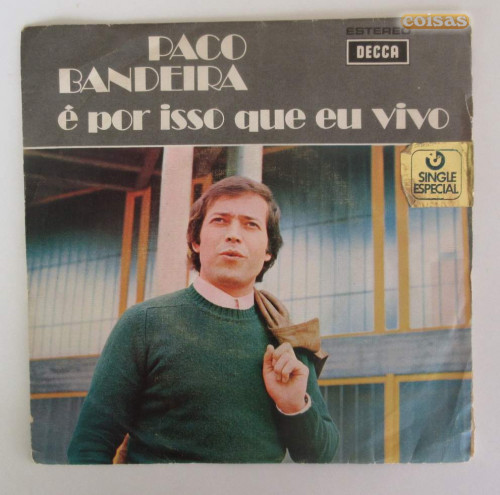 coisas
ESTEREO
PACO
DECCA
BANDEIRA
é por isso que eu vivo
SINGLE
ESPECIAL